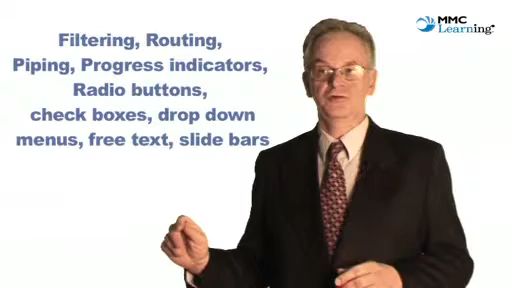 MMC
Learning
Filtering, Routing,
Piping, Progress indicators,
Radio buttons,
check boxes, drop down
menus, free text, slide bars